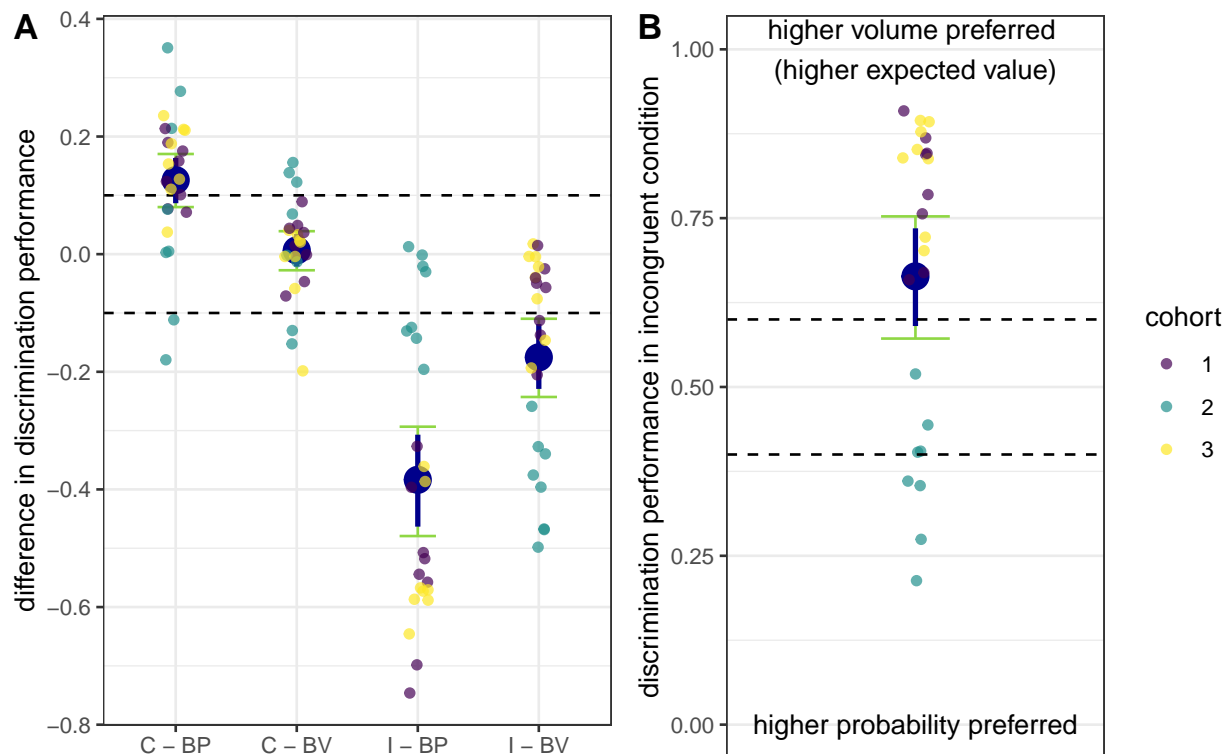 A
difference in discrimination performance
0.4
0.2
0.0
−0.2
−0.4
−0.6
−0.8
C − BP
C − BV
I − BP
I − BV
B
discrimination performance in incongruent condition
1.00
0.75
0.50
0.25
0.00
higher volume preferred
(higher expected value)
higher probability preferred
cohort
1
2
3